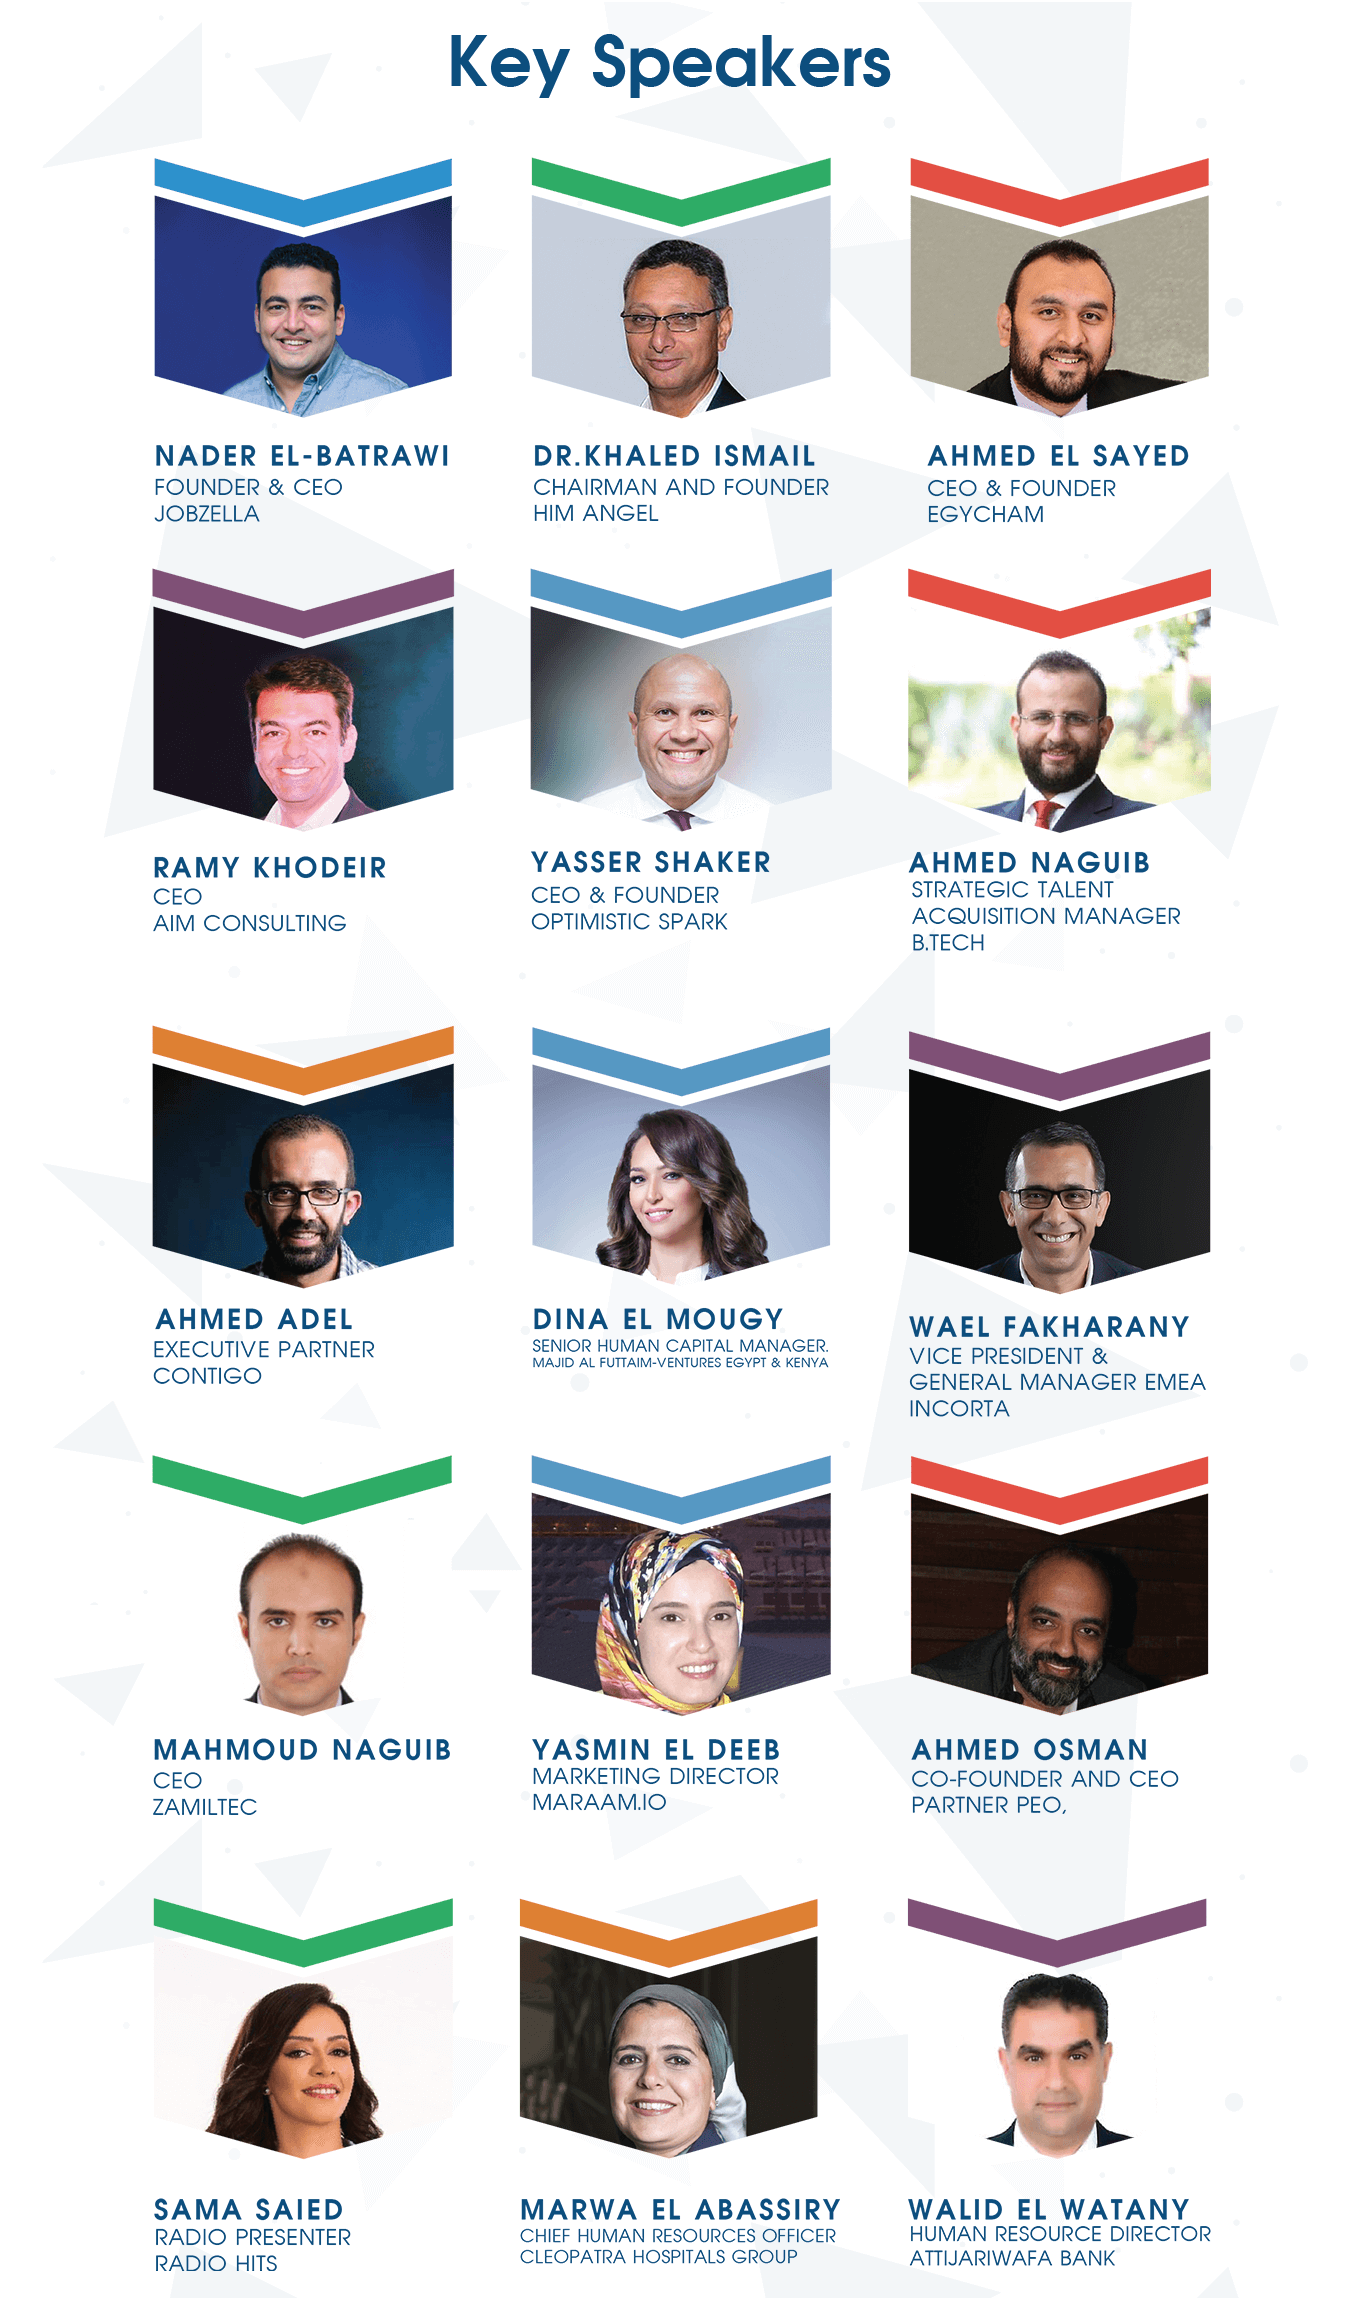 Key Speakers
NADER EL-BATRAWI
FOUNDER & CEO
JOBZELLA
DR.KHALED ISMAIL
CHAIRMAN AND FOUNDER
HIM ANGEL
AHMED EL SAYED
CEO & FOUNDER
EGYCHAM
RAMY KHODEIR
CEO
AIM CONSULTING
YASSER SHAKER
CEO & FOUNDER
OPTIMISTIC SPARK
AHMED NAGUIB
STRATEGIC TALENT
ACQUISITION MANAGER
B.TECH
AHMED ADEL
EXECUTIVE PARTNER
CONTIGO
DINA EL MOUGY
SENIOR HUMAN CAPITAL MANAGER.
MAJID AL FUTTAIM-VENTURES EGYPT & KENYA
WAEL FAKHARANY
VICE PRESIDENT &
GENERAL MANAGER EMEA
INCORTA
MAHMOUD NAGUIB
CEO
ZAMILTEC
YASMIN EL DEEB
MARKETING DIRECTOR
MARAAM.IO
AHMED OSMAN
CO-FOUNDER AND CEO
PARTNER PEO,
SAMA SAIED
RADIO PRESENTER
RADIO HITS
MARWA EL ABASSIRY
CHIEF HUMAN RESOURCES OFFICER
CLEOPATRA HOSPITALS GROUP
WALID EL WATANY
HUMAN RESOURCE DIRECTOR
ATTIJARIWAFA BANK